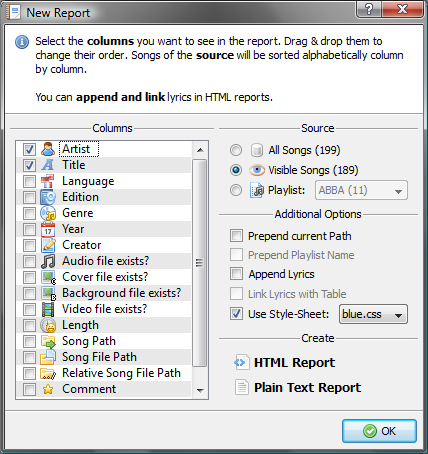 New Report
Select the columns you want to see in the report. Drag & drop them to
change their order. Songs of the source will be sorted alphabetically column
by column.
You can append and link lyrics in HTML reports.
Columns
Artist
Title
Language
Edition
Genre
Year
Creator
Audio file exists?
Cover file exists?
Background file exists?
Video file exists?
Length
Song Path
Song File Path
Relative Song File Path
Comment
Source
All Songs (199)
Visible Songs (189)
Playlist: ABBA (11)
Additional Options
Prepend current Path
Prepend Playlist Name
Append Lyrics
Link Lyrics with Table
Use Style-Sheet: blue.css
Create
HTML Report
Plain Text Report
OK